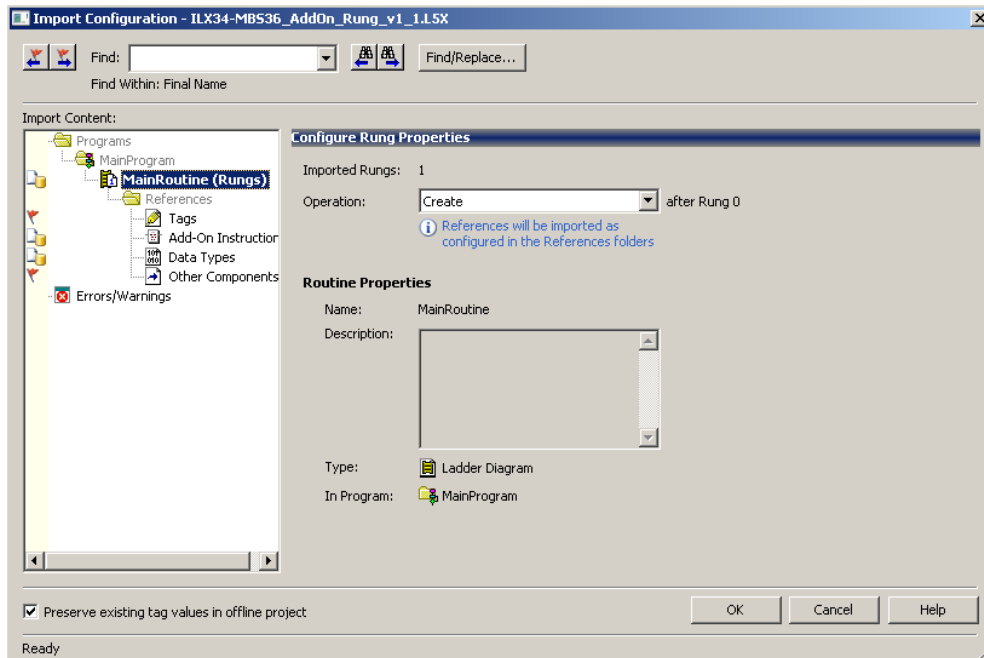 Import Configuration - ILX34-MBS36_AddOn_Rung_v1_1.L5X
Find:
Find/Replace...
Find Within: Final Name
Import Content:
Programs
MainProgram
MainRoutine (Rungs)
References
Tags
Add-On Instruction
Data Types
Other Components
Errors/Warnings
Configure Rung Properties
Imported Rungs: 1
Operation: Create after Rung 0
References will be imported as
configured in the References folders
Routine Properties
Name: MainRoutine
Description:
Type: Ladder Diagram
In Program: MainProgram
Preserve existing tag values in offline project
OK Cancel Help
Ready